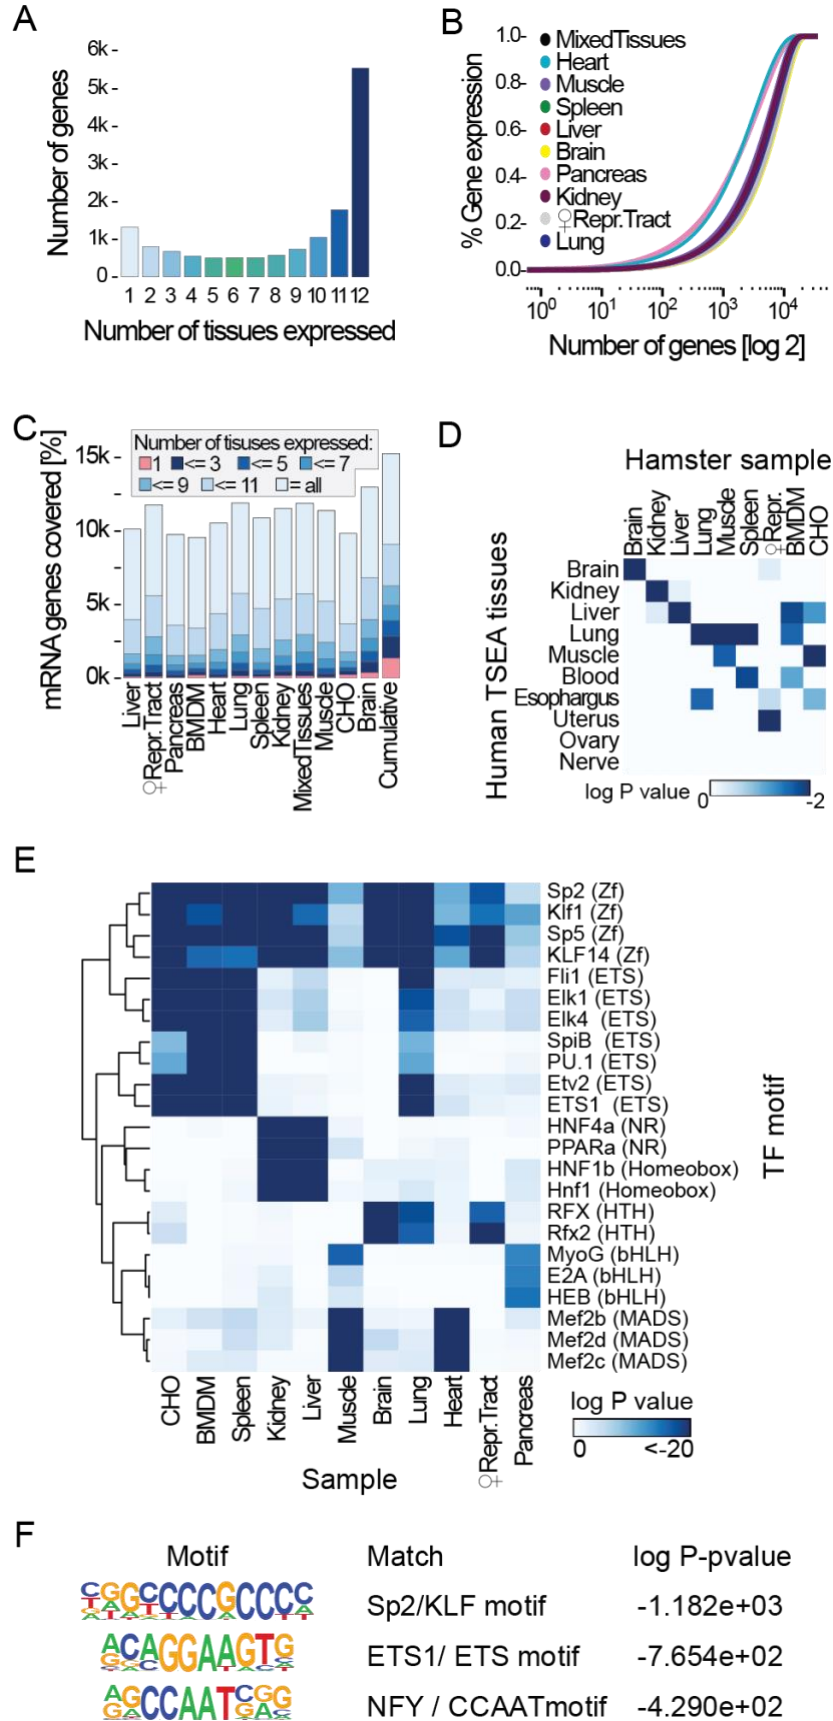 A
6k
5k
4k
3k
2k
1k
0
Number of genes
1 2 3 4 5 6 7 8 9 10 11 12
Number of tissues expressed
B
1.0
0.8
0.6
0.4
0.2
0.0
% Gene expression
MixedTissues
Heart
Muscle
Spleen
Liver
Brain
Pancreas
Kidney
♀Repr.Tract
Lung
10⁰ 10¹ 10² 10³ 10⁴
Number of genes [log 2]
C
mRNA genes covered [%]
15k
10k
5k
0k
Number of tisuses expressed:
1 <= 3 <= 5 <= 7
<= 9 <= 11 = all
Liver
♀Repr.Tract
Pancreas
BMDM
Heart
Lung
Spleen
Kidney
MixedTissues
Muscle
CHO
Brain
Cumulative
D
Hamster sample
Brain
Kidney
Liver
Lung
Muscle
Spleen
♀Repr.
BMDM
CHO
Human TSEA tissues
Brain
Kidney
Liver
Lung
Muscle
Blood
Esophargus
Uterus
Ovary
Nerve
log P value 0 -2
E
Sp2 (Zf)
Klf1 (Zf)
Sp5 (Zf)
KLF14 (Zf)
Fli1 (ETS)
Elk1 (ETS)
Elk4 (ETS)
SpiB (ETS)
PU.1 (ETS)
Etv2 (ETS)
ETS1 (ETS)
HNF4a (NR)
PPARa (NR)
HNF1b (Homeobox)
Hnf1 (Homeobox)
RFX (HTH)
Rfx2 (HTH)
MyoG (bHLH)
E2A (bHLH)
HEB (bHLH)
Mef2b (MADS)
Mef2d (MADS)
Mef2c (MADS)
TF motif
CHO
BMDM
Spleen
Kidney
Liver
Muscle
Brain
Lung
Heart
♀Repr.Tract
Pancreas
Sample
log P value
0 <-20
F
Motif Match log P-pvalue
CGGCCCCGCCCC Sp2/KLF motif -1.182e+03
ACAGGAAGTG ETS1/ ETS motif -7.654e+02
AGCCAATCGG NFY / CCAATmotif -4.290e+02